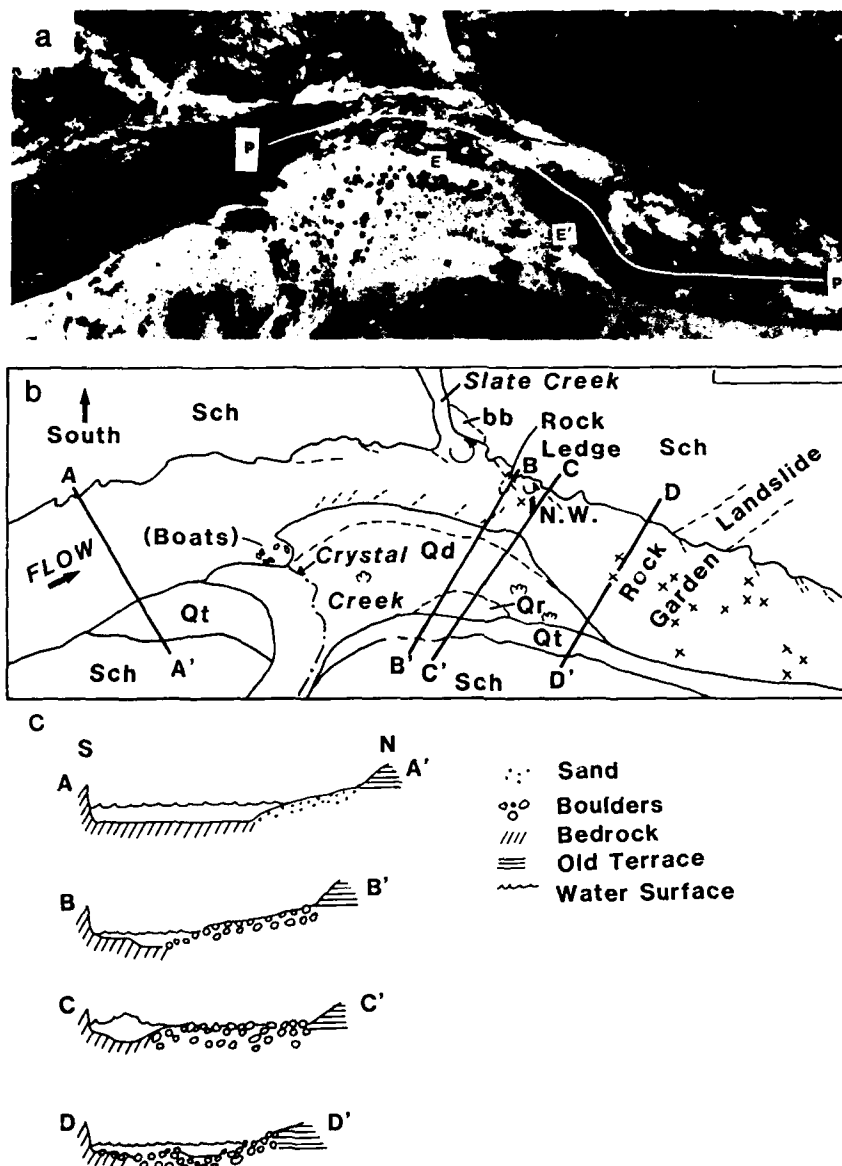 a
P
E
E'
P
b
South
Sch
Slate Creek
bb
Rock
Ledge
Sch
A
B
C
D
N.W.
Landslide
(Boats)
FLOW
Crystal
Creek
Qd
Rock
Garden
Qt
Qr
Qt
Sch
A'
B'
C'
Sch
D'
c
S
N
A
A'
Sand
Boulders
Bedrock
Old Terrace
Water Surface
B
B'
C
C'
D
D'